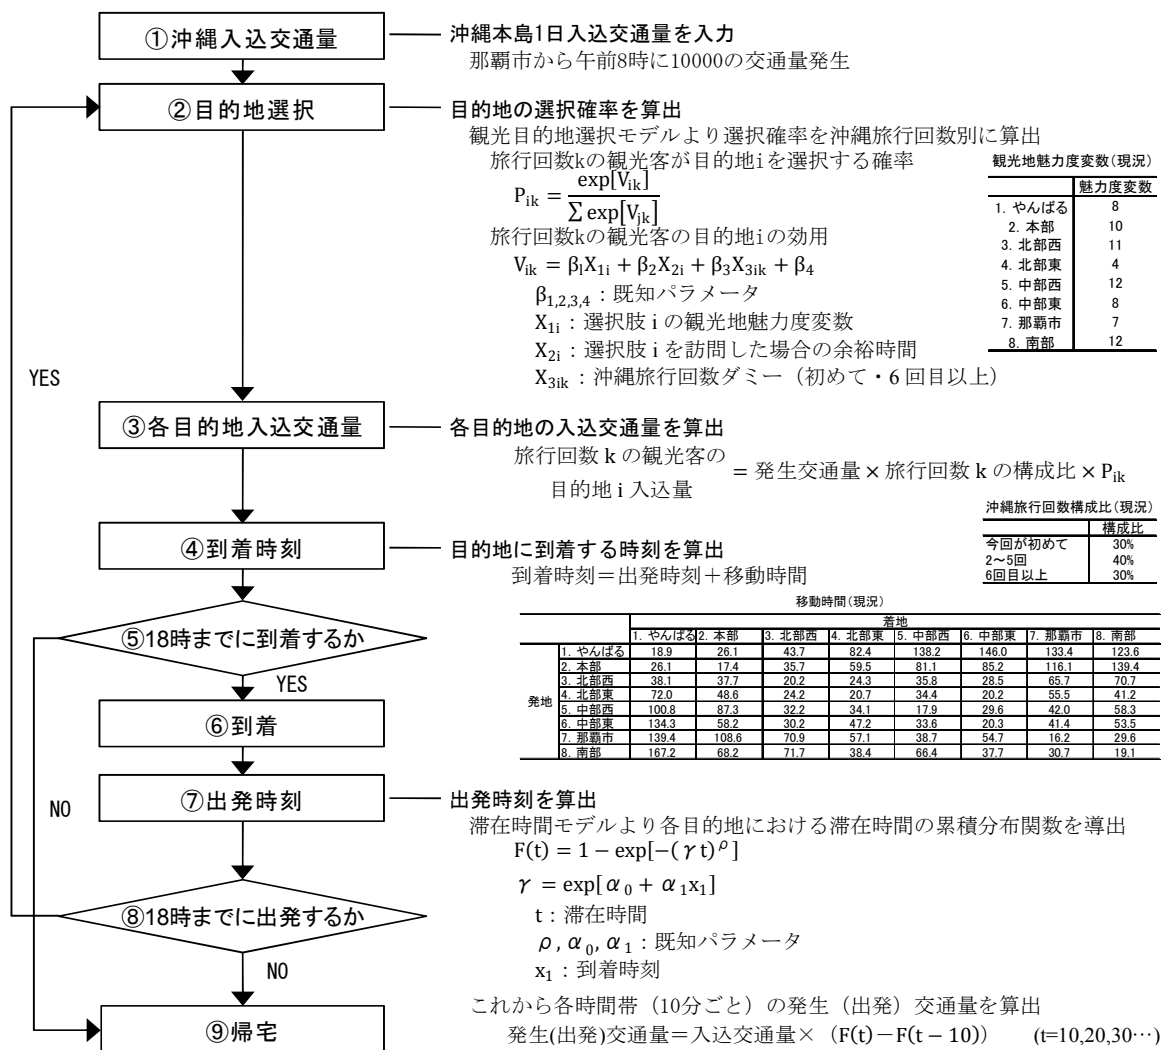 ①沖縄入込交通量
沖縄本島1日入込交通量を入力
那覇市から午前8時に10000の交通量発生
②目的地選択
目的地の選択確率を算出
観光目的地選択モデルより選択確率を沖縄旅行回数別に算出
旅行回数kの観光客が目的地iを選択する確率
P_ik = exp[V_ik] / ∑ exp[V_jk]
旅行回数kの観光客の目的地iの効用
V_ik = β_l X_1i + β_2 X_2i + β_3 X_3ik + β_4
β_1,2,3,4：既知パラメータ
X_1i：選択肢 i の観光地魅力度変数
X_2i：選択肢 i を訪問した場合の余裕時間
X_3ik：沖縄旅行回数ダミー（初めて・6 回目以上）
観光地魅力度変数(現況)
魅力度変数
1. やんばる 8
2. 本部 10
3. 北部西 11
4. 北部東 4
5. 中部西 12
6. 中部東 8
7. 那覇市 7
8. 南部 12
YES
③各目的地入込交通量
各目的地の入込交通量を算出
旅行回数 k の観光客の
目的地 i 入込量
= 発生交通量 × 旅行回数 k の構成比 × P_ik
沖縄旅行回数構成比(現況)
構成比
今回が初めて 30%
2～5回 40%
6回目以上 30%
④到着時刻
目的地に到着する時刻を算出
到着時刻＝出発時刻＋移動時間
移動時間(現況)
着地
1. やんばる 2. 本部 3. 北部西 4. 北部東 5. 中部西 6. 中部東 7. 那覇市 8. 南部
発地
1. やんばる 18.9 26.1 43.7 82.4 138.2 146.0 133.4 123.6
2. 本部 26.1 17.4 35.7 59.5 81.1 85.2 116.1 139.4
3. 北部西 38.1 37.7 20.2 24.3 35.8 28.5 65.7 70.7
4. 北部東 72.0 48.6 24.2 20.7 34.4 20.2 55.5 41.2
5. 中部西 100.8 87.3 32.2 34.1 17.9 29.6 42.0 58.3
6. 中部東 134.3 58.2 30.2 47.2 33.6 20.3 41.4 53.5
7. 那覇市 139.4 108.6 70.9 57.1 38.7 54.7 16.2 29.6
8. 南部 167.2 68.2 71.7 38.4 66.4 37.7 30.7 19.1
⑤18時までに到着するか
YES
⑥到着
NO
⑦出発時刻
出発時刻を算出
滞在時間モデルより各目的地における滞在時間の累積分布関数を導出
F(t) = 1 − exp[−(γt)^ρ]
γ = exp[α_0 + α_1 x_1]
t：滞在時間
ρ, α_0, α_1：既知パラメータ
x_1：到着時刻
⑧18時までに出発するか
NO
これから各時間帯（10分ごと）の発生（出発）交通量を算出
発生(出発)交通量＝入込交通量×（F(t)－F(t－10)） (t=10,20,30…)
⑨帰宅